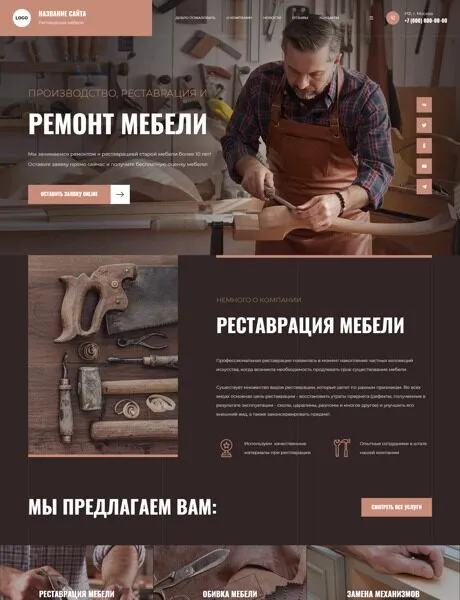 LOGO
НАЗВАНИЕ САЙТА
Реставрация мебели
ДОБРО ПОЖАЛОВАТЬ
О КОМПАНИИ
НОВОСТИ
ОТЗЫВЫ
КОНТАКТЫ
РФ, г. Москва
+7 (000) 000-00-00
ПРОИЗВОДСТВО, РЕСТАВРАЦИЯ И
РЕМОНТ МЕБЕЛИ
Мы занимаемся ремонтом и реставрацией старой мебели более 10 лет!
Оставьте заявку прямо сейчас и получите бесплатную оценку мебели!
ОСТАВИТЬ ЗАЯВКУ ONLINE
НЕМНОГО О КОМПАНИИ
РЕСТАВРАЦИЯ МЕБЕЛИ
Профессиональная реставрация появилась в момент накопления частных коллекций
искусства, когда возникла необходимость продлевать срок существования мебели.
Существует множество видов реставрации, которые делят по разным признакам. Во всех
видах основная цель реставрации - восстановить утраты предмета (дефекты, полученные в
результате эксплуатации - сколы, царапины, разломы и многое другое) и улучшить его
внешний вид, а также законсервировать предмет.
Используем качественные
материалы при реставрации
Опытные сотрудники в штате
нашей компании
МЫ ПРЕДЛАГАЕМ ВАМ:
СМОТРЕТЬ ВСЕ УСЛУГИ
РЕСТАВРАЦИЯ МЕБЕЛИ
ОБИВКА МЕБЕЛИ
ЗАМЕНА МЕХАНИЗМОВ